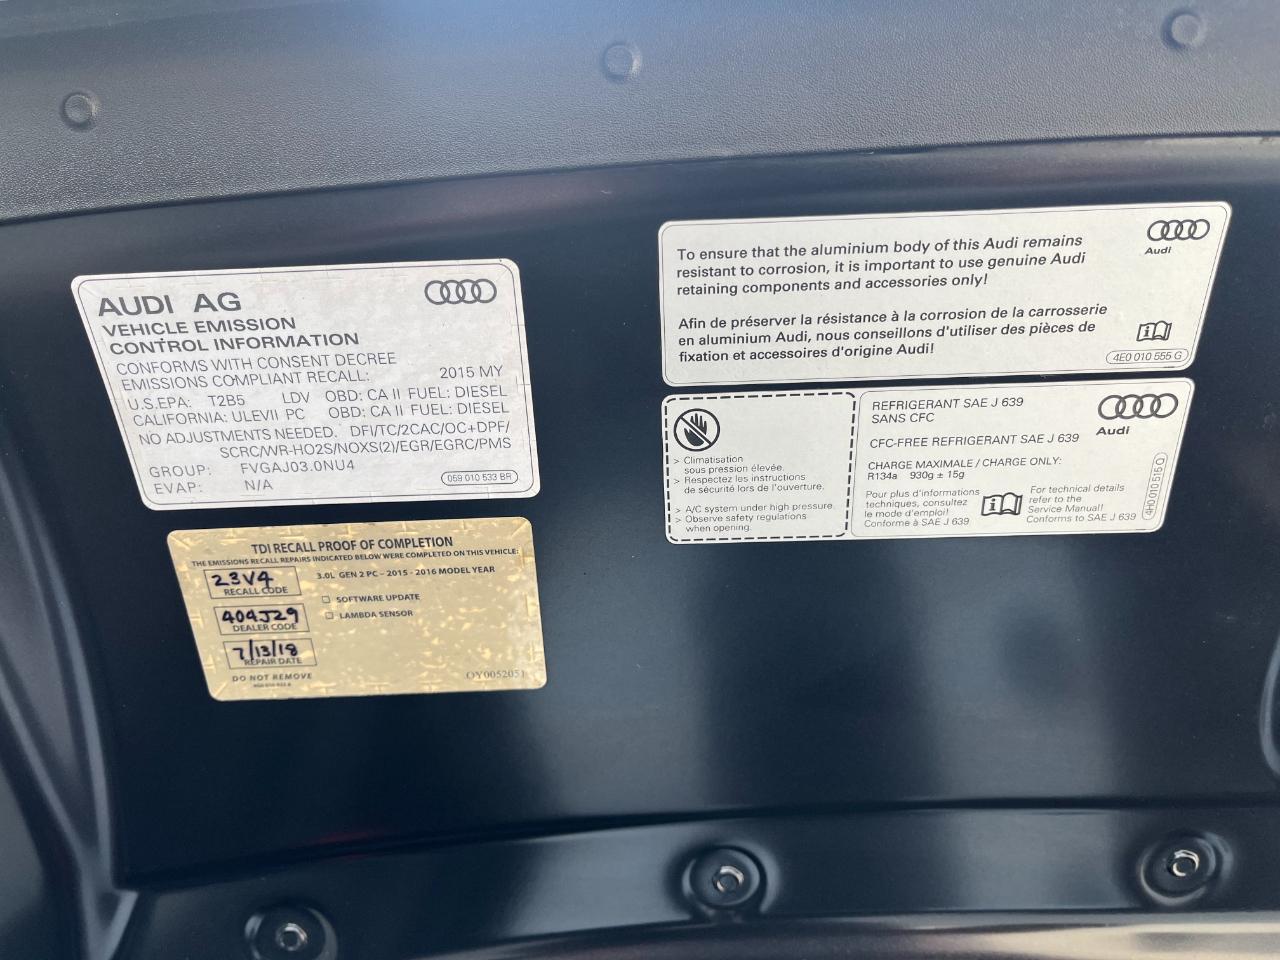 AUDI AG
VEHICLE EMISSION
CONTROL INFORMATION
CONFORMS WITH CONSENT DECREE
EMISSIONS COMPLIANT RECALL: 2015 MY
U.S.EPA: T2B5 LDV OBD: CA II FUEL: DIESEL
CALIFORNIA: ULEVII PC OBD: CA II FUEL: DIESEL
NO ADJUSTMENTS NEEDED. DFI/TC/2CAC/OC+DPF/
SCRC/WR-HO2S/NOXS(2)/EGR/EGRC/PMS
GROUP: FVGAJ03.0NU4
EVAP: N/A
059 010 533 BR
TDI RECALL PROOF OF COMPLETION
THE EMISSIONS RECALL REPAIRS INDICATED BELOW WERE COMPLETED ON THIS VEHICLE:
23V4
RECALL CODE
3.0L GEN 2 PC - 2015 - 2016 MODEL YEAR
SOFTWARE UPDATE
LAMBDA SENSOR
404J29
DEALER CODE
7/13/18
REPAIR DATE
DO NOT REMOVE
OY0052051
To ensure that the aluminium body of this Audi remains
resistant to corrosion, it is important to use genuine Audi
retaining components and accessories only!
Afin de préserver la résistance à la corrosion de la carrosserie
en aluminium Audi, nous conseillons d'utiliser des pièces de
fixation et accessoires d'origine Audi!
Audi
4E0 010 555 G
> Climatisation
sous pression élevée.
> Respectez les instructions
de sécurité lors de l'ouverture.
> A/C system under high pressure.
> Observe safety regulations
when opening.
REFRIGERANT SAE J 639
SANS CFC
CFC-FREE REFRIGERANT SAE J 639
CHARGE MAXIMALE / CHARGE ONLY:
R134a 930g ± 15g
Pour plus d'informations
techniques, consultez
le mode d'emploi!
Conforme à SAE J 639
For technical details
refer to the
Service Manual!
Conforms to SAE J 639
Audi
4H0 010 515 Q